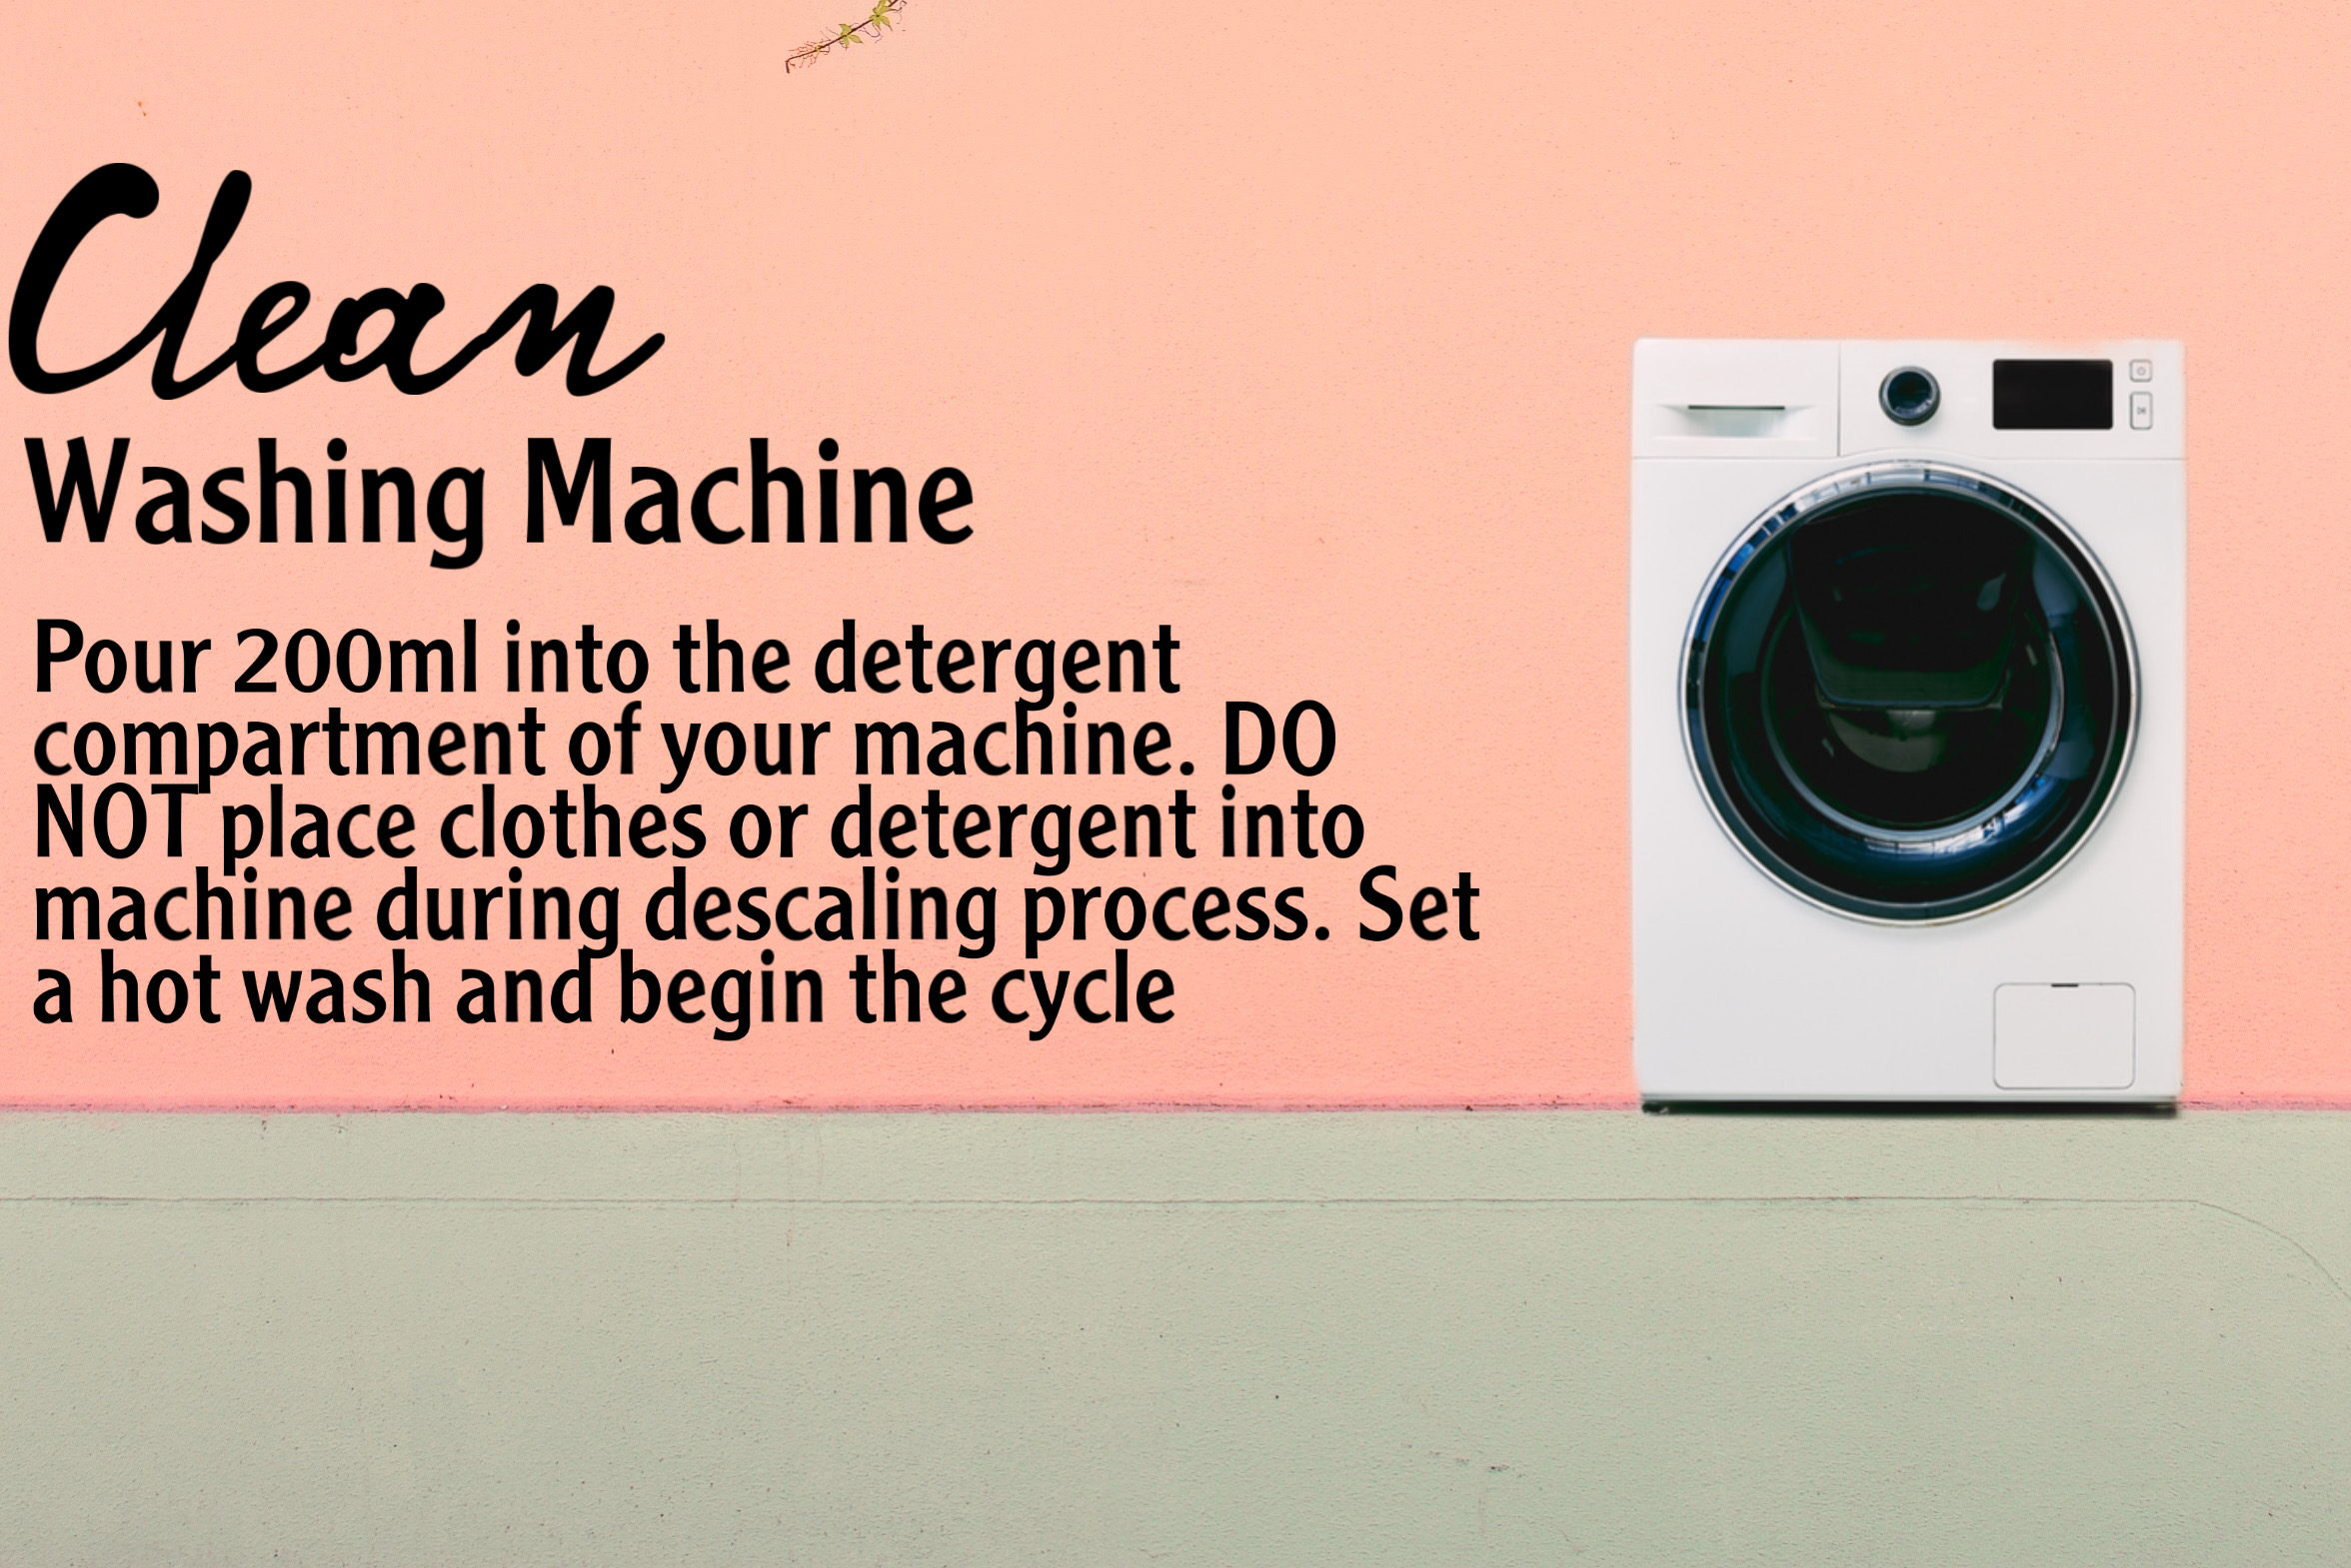 Clean
Washing Machine
Pour 200ml into the detergent
compartment of your machine. DO
NOT place clothes or detergent into
machine during descaling process. Set
a hot wash and begin the cycle